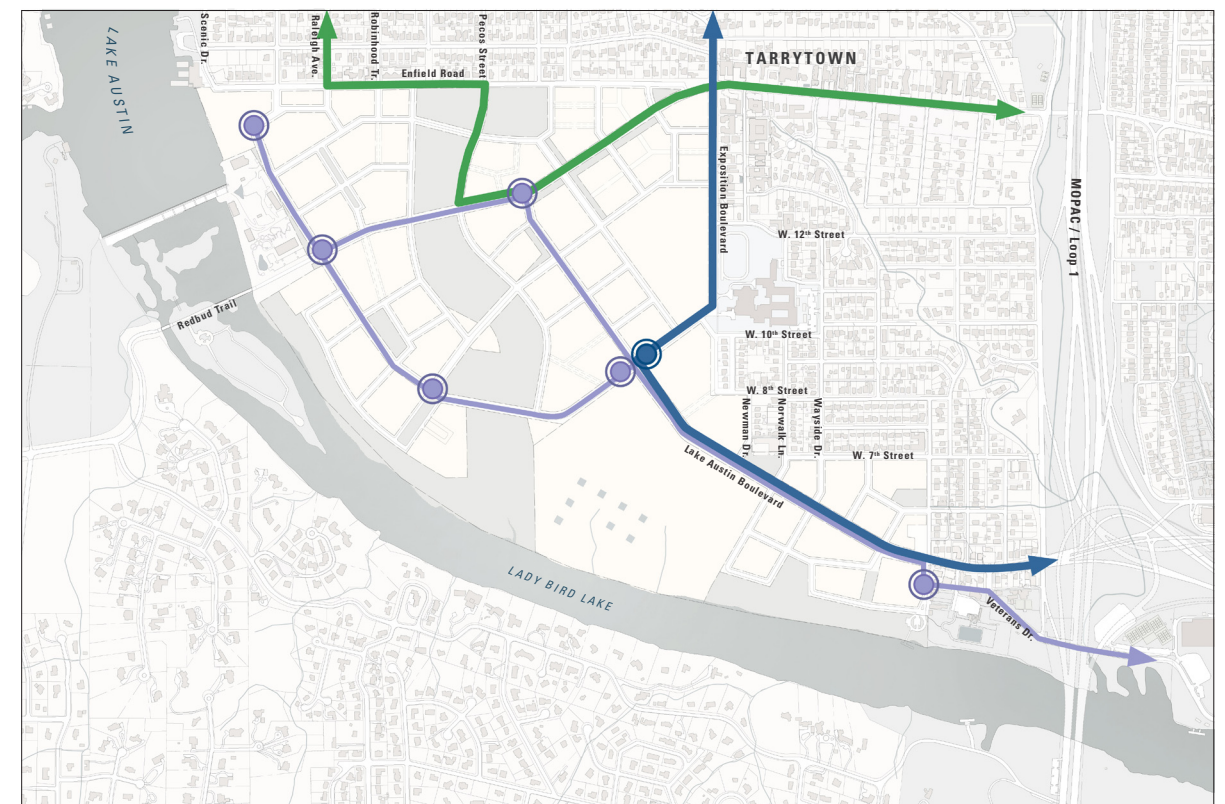 LAKE AUSTIN
Scenic Dr.
Raleigh Ave.
Robinhood Tr.
Pecos Street
Enfield Road
TARRYTOWN
Exposition Boulevard
MOPAC / Loop 1
W. 12th Street
Redbud Trail
W. 10th Street
W. 8th Street
Newman Dr.
Norwalk Ln.
Wayside Dr.
W. 7th Street
Lake Austin Boulevard
LADY BIRD LAKE
Veterans Dr.